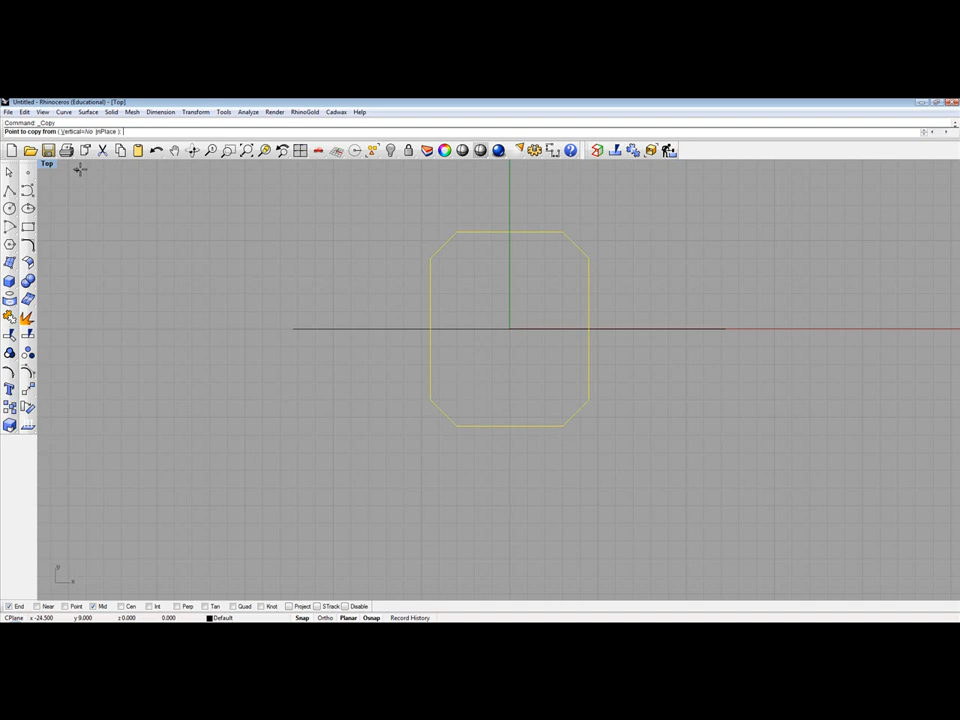 Untitled - Rhinoceros (Educational) - [Top]
File Edit View Curve Surface Solid Mesh Dimension Transform Tools Analyze Render RhinoGold Cadwax Help
Command: _Copy
Point to copy from ( Vertical=No InPlace ):
Top
y
x
End Near Point Mid Cen Int Perp Tan Quad Knot Project STrack Disable
CPlane x -24.500 y 9.000 z 0.000 0.000 Default Snap Ortho Planar Osnap Record History